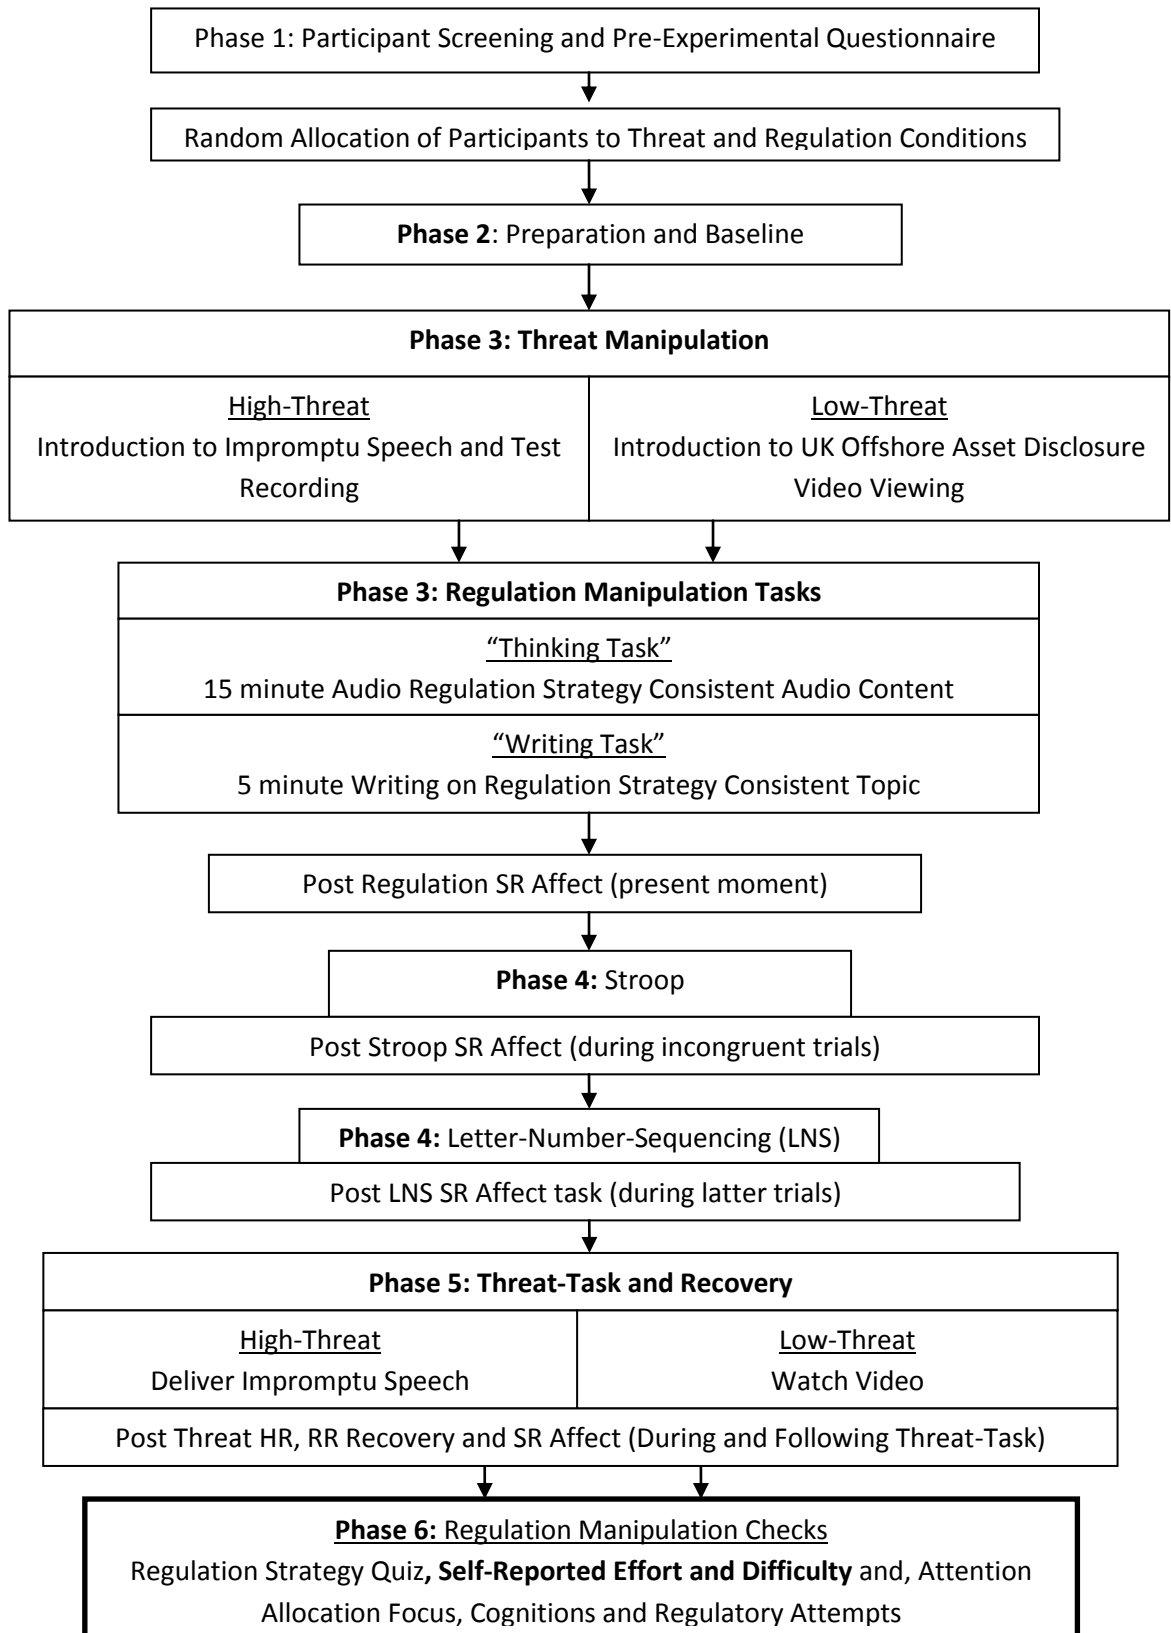 Phase 1: Participant Screening and Pre-Experimental Questionnaire
Random Allocation of Participants to Threat and Regulation Conditions
Phase 2: Preparation and Baseline
Phase 3: Threat Manipulation
High-Threat
Introduction to Impromptu Speech and Test
Recording
Low-Threat
Introduction to UK Offshore Asset Disclosure
Video Viewing
Phase 3: Regulation Manipulation Tasks
“Thinking Task”
15 minute Audio Regulation Strategy Consistent Audio Content
“Writing Task”
5 minute Writing on Regulation Strategy Consistent Topic
Post Regulation SR Affect (present moment)
Phase 4: Stroop
Post Stroop SR Affect (during incongruent trials)
Phase 4: Letter-Number-Sequencing (LNS)
Post LNS SR Affect task (during latter trials)
Phase 5: Threat-Task and Recovery
High-Threat
Deliver Impromptu Speech
Low-Threat
Watch Video
Post Threat HR, RR Recovery and SR Affect (During and Following Threat-Task)
Phase 6: Regulation Manipulation Checks
Regulation Strategy Quiz, Self-Reported Effort and Difficulty and, Attention
Allocation Focus, Cognitions and Regulatory Attempts